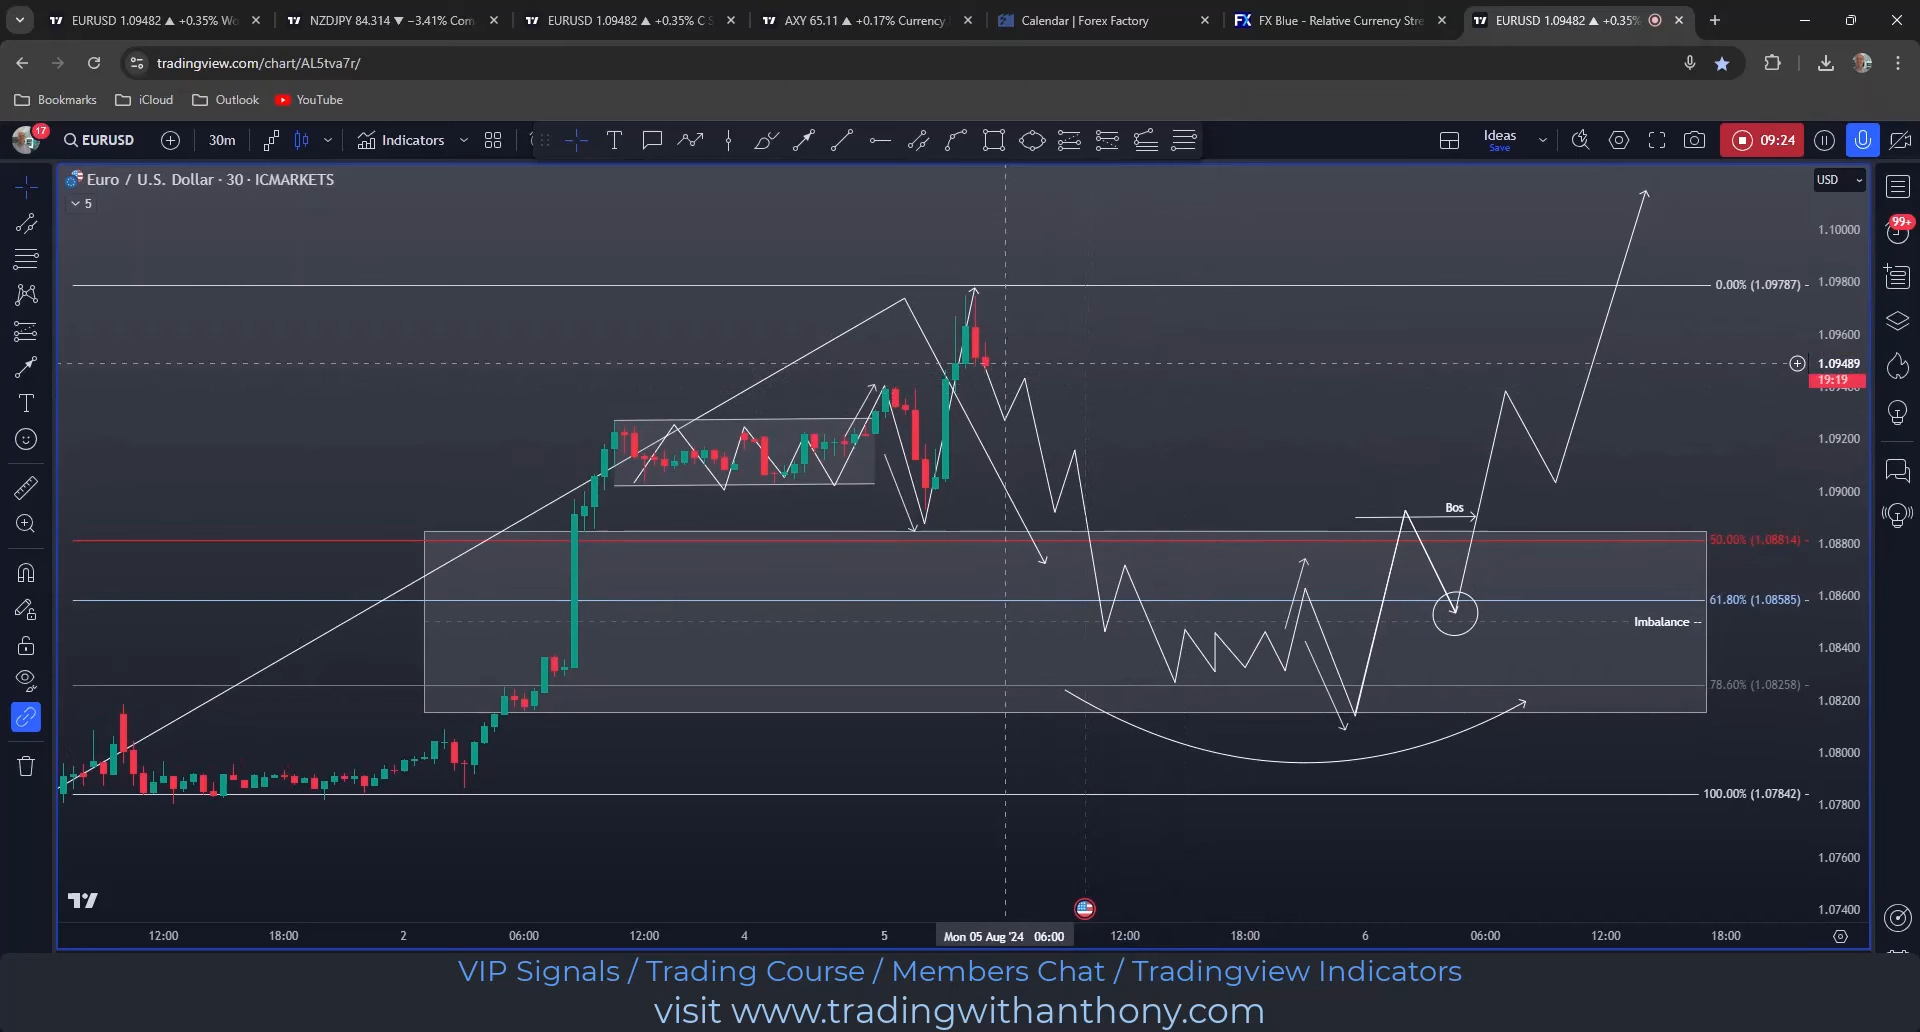 EURUSD 1.09482 ▲ +0.35% Wo
NZDJPY 84.314 ▼ −3.41% Com
EURUSD 1.09482 ▲ +0.35% C S
AXY 65.11 ▲ +0.17% Currency
Calendar | Forex Factory
FX Blue - Relative Currency Stre
EURUSD 1.09482 ▲ +0.35%
tradingview.com/chart/AL5tva7r/
Bookmarks
iCloud
Outlook
YouTube
17
EURUSD
30m
Indicators
Ideas
Save
09:24
Euro / U.S. Dollar · 30 · ICMARKETS
USD
5
99+
1.10000
0.00% (1.09787)
1.09800
1.09600
1.09489
19:19
1.09200
1.09000
Bos
50.00% (1.08814)
1.08800
61.80% (1.08585)
1.08600
Imbalance --
1.08400
78.60% (1.08258)
1.08200
1.08000
100.00% (1.07842)
1.07800
1.07600
1.07400
12:00
18:00
2
06:00
12:00
4
5
Mon 05 Aug '24 06:00
12:00
18:00
6
06:00
12:00
18:00
VIP Signals / Trading Course / Members Chat / Tradingview Indicators
visit www.tradingwithanthony.com